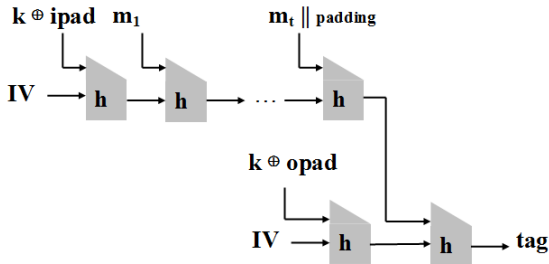 k ⊕ ipad m₁ mₜ || padding
IV h h ... h
k ⊕ opad
IV h h tag